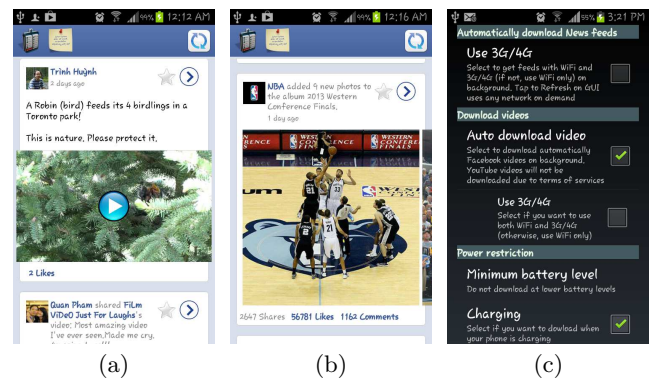 99% 12:12 AM
Trình Huỳnh
2 days ago
A Robin (bird) feeds its 4 birdlings in a
Toronto park!
This is nature. Please protect it.
2 Likes
Quan Pham shared FiLm
ViDeO Just For Laughs's
video: Most amazing video
I've ever seen.Made me cry.
(a)
99% 12:16 AM
NBA added 9 new photos to
the album 2013 Western
Conference Finals.
1 day ago
WESTERN
CONFERENCE
FINALS
2647 Shares 56781 Likes 1162 Comments
(b)
55% 3:21 PM
Automatically download News feeds
Use 3G/4G
Select to get feeds with WiFi and
3G/4G (if not, use WiFi only) on
background. Tap to Refresh on GUI
uses any network on demand
Download videos
Auto download video
Select to download automatically
Facebook videos on background.
YouTube videos will not be
downloaded due to terms of services
Use 3G/4G
Select if you want to use
both WiFi and 3G/4G
(otherwise, use WiFi only)
Power restriction
Minimum battery level
Do not download at lower battery levels
Charging
Select if you want to dowload when
your phone is charging
(c)